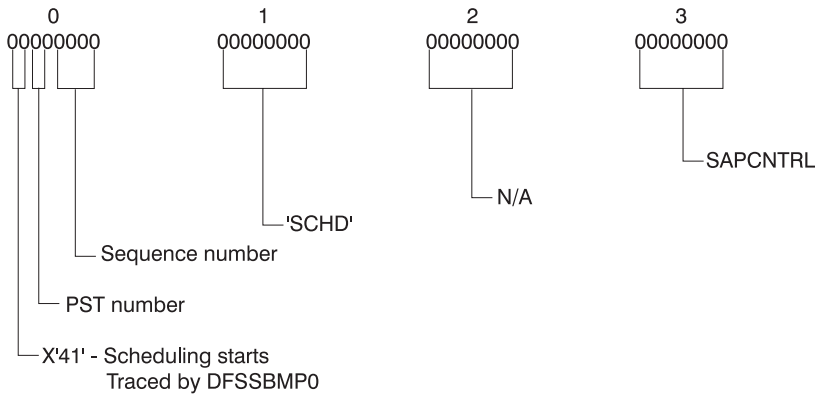 0 1 2 3
00000000 00000000 00000000 00000000
SAPCNTRL
N/A
'SCHD'
Sequence number
PST number
X'41' - Scheduling starts
Traced by DFSSBMP0